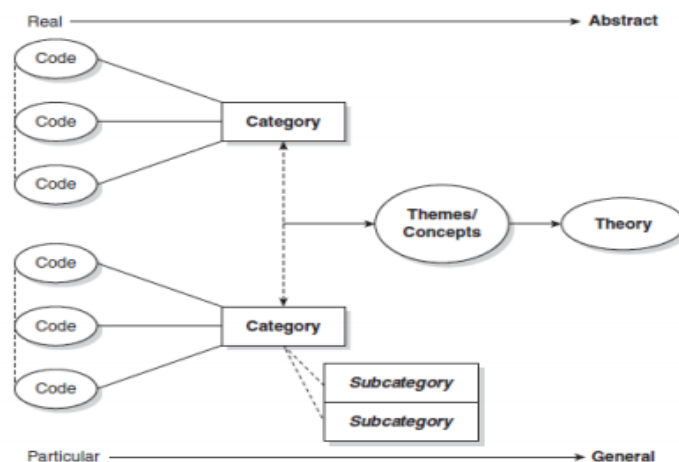 Real Abstract
Code
Code
Category
Code
Themes/
Concepts
Theory
Code
Code
Category
Code
Subcategory
Subcategory
Particular General